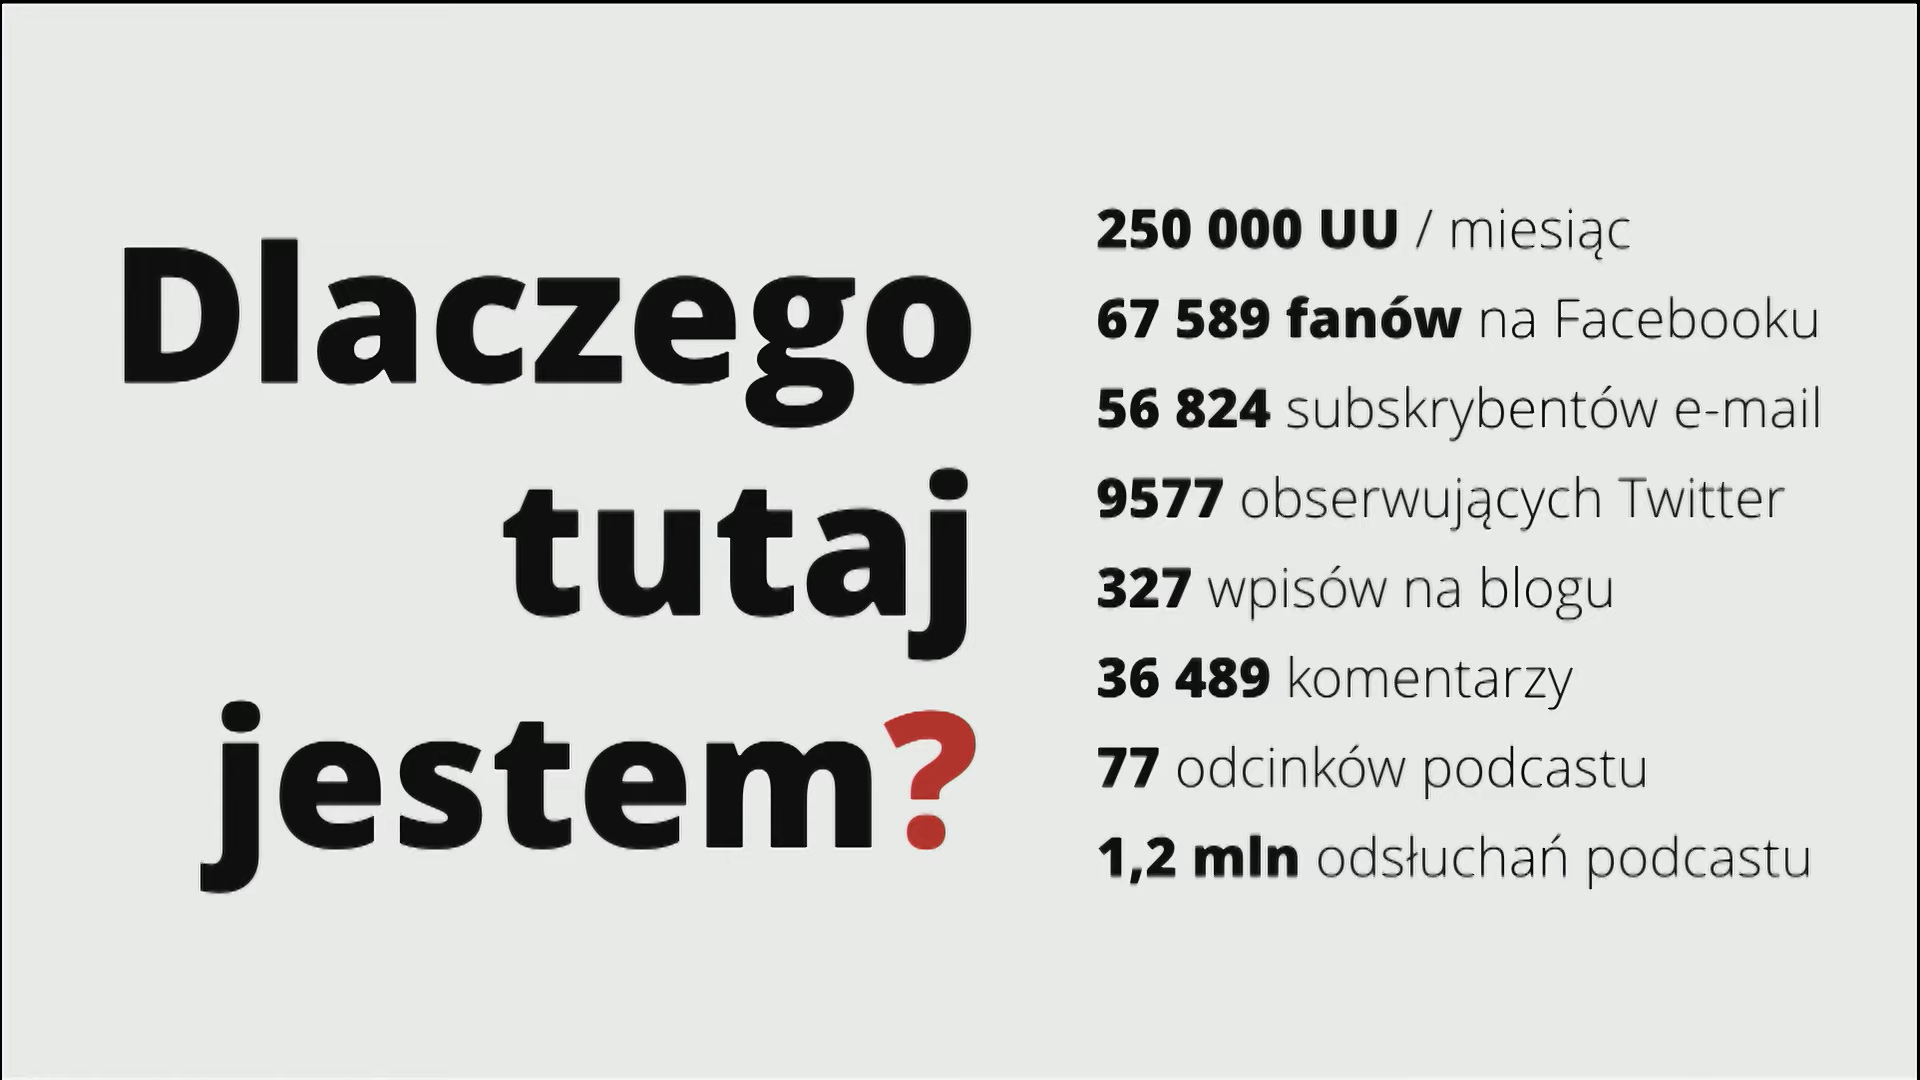 Dlaczego
tutaj
jestem?
250 000 UU / miesiąc
67 589 fanów na Facebooku
56 824 subskrybentów e-mail
9577 obserwujących Twitter
327 wpisów na blogu
36 489 komentarzy
77 odcinków podcastu
1,2 mln odsłuchań podcastu